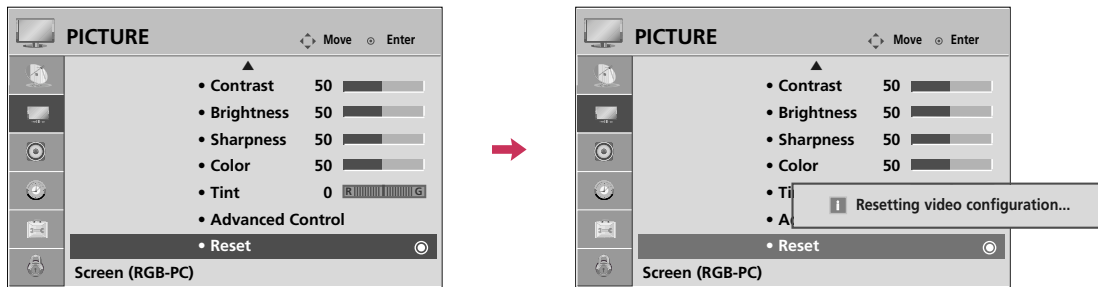 PICTURE Move Enter
• Contrast 50
• Brightness 50
• Sharpness 50
• Color 50
• Tint 0 R G
• Advanced Control
• Reset
Screen (RGB-PC)
PICTURE Move Enter
• Contrast 50
• Brightness 50
• Sharpness 50
• Color 50
• Ti
• A
i Resetting video configuration...
• Reset
Screen (RGB-PC)